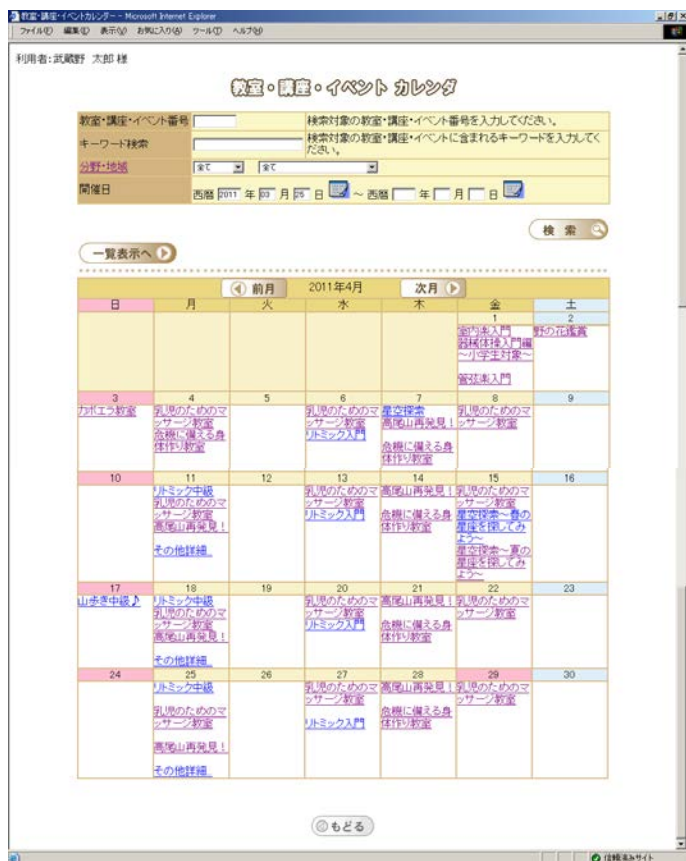 教室・講座・イベントカレンダー - Microsoft Internet Explorer
ファイル(F) 編集(E) 表示(V) お気に入り(A) ツール(T) ヘルプ(H)
利用者:武蔵野 太郎 様
教室・講座・イベント カレンダ
教室・講座・イベント番号 検索対象の教室・講座・イベント番号を入力してください。
キーワード検索 検索対象の教室・講座・イベントに含まれるキーワードを入力してください。
分野・地域 全て 全て
開催日 西暦 2011 年 03 月 25 日 ~ 西暦 年 月 日
検索
一覧表示へ
前月 2011年4月 次月
日 月 火 水 木 金 土
1 2
室内楽入門
器械体操入門編
~小学生対象~
管弦楽入門
野の花鑑賞
3 4 5 6 7 8 9
カポエラ教室
乳児のためのマ
ッサージ教室
危機に備える身
体作り教室
乳児のためのマ
ッサージ教室
リトミック入門
星空探索
高尾山再発見!
危機に備える身
体作り教室
乳児のためのマ
ッサージ教室
10 11 12 13 14 15 16
リトミック中級
乳児のためのマ
ッサージ教室
高尾山再発見!
その他詳細
乳児のためのマ
ッサージ教室
リトミック入門
高尾山再発見!
危機に備える身
体作り教室
乳児のためのマ
ッサージ教室
星空探索~春の
星座を探してみ
よう~
星空探索~夏の
星座を探してみ
よう~
17 18 19 20 21 22 23
山歩き中級♪
リトミック中級
乳児のためのマ
ッサージ教室
高尾山再発見!
その他詳細
乳児のためのマ
ッサージ教室
リトミック入門
高尾山再発見!
危機に備える身
体作り教室
乳児のためのマ
ッサージ教室
24 25 26 27 28 29 30
リトミック中級
乳児のためのマ
ッサージ教室
高尾山再発見!
その他詳細
乳児のためのマ
ッサージ教室
リトミック入門
高尾山再発見!
危機に備える身
体作り教室
乳児のためのマ
ッサージ教室
もどる
信頼済みサイト